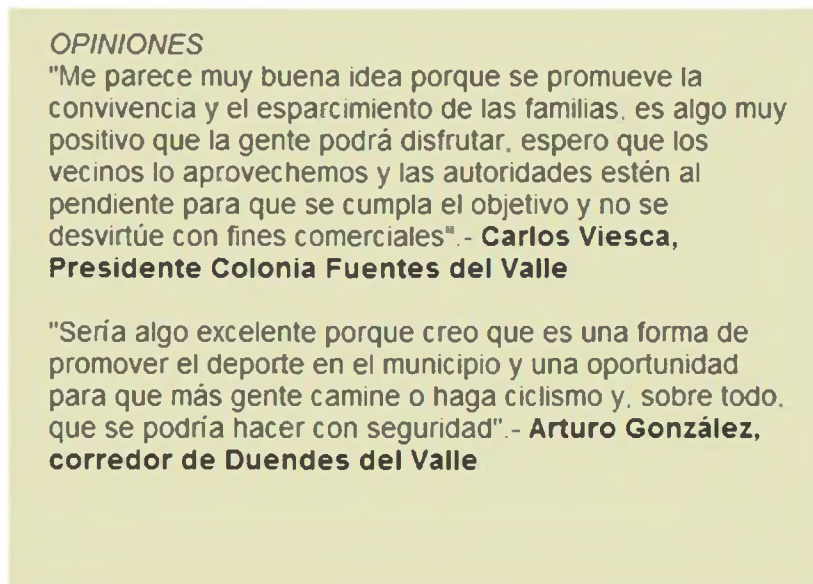 OPINIONES
"Me parece muy buena idea porque se promueve la
convivencia y el esparcimiento de las familias, es algo muy
positivo que la gente podrá disfrutar, espero que los
vecinos lo aprovechemos y las autoridades estén al
pendiente para que se cumpla el objetivo y no se
desvirtúe con fines comerciales".- Carlos Viesca,
Presidente Colonia Fuentes del Valle
"Sería algo excelente porque creo que es una forma de
promover el deporte en el municipio y una oportunidad
para que más gente camine o haga ciclismo y, sobre todo,
que se podría hacer con seguridad".- Arturo González,
corredor de Duendes del Valle